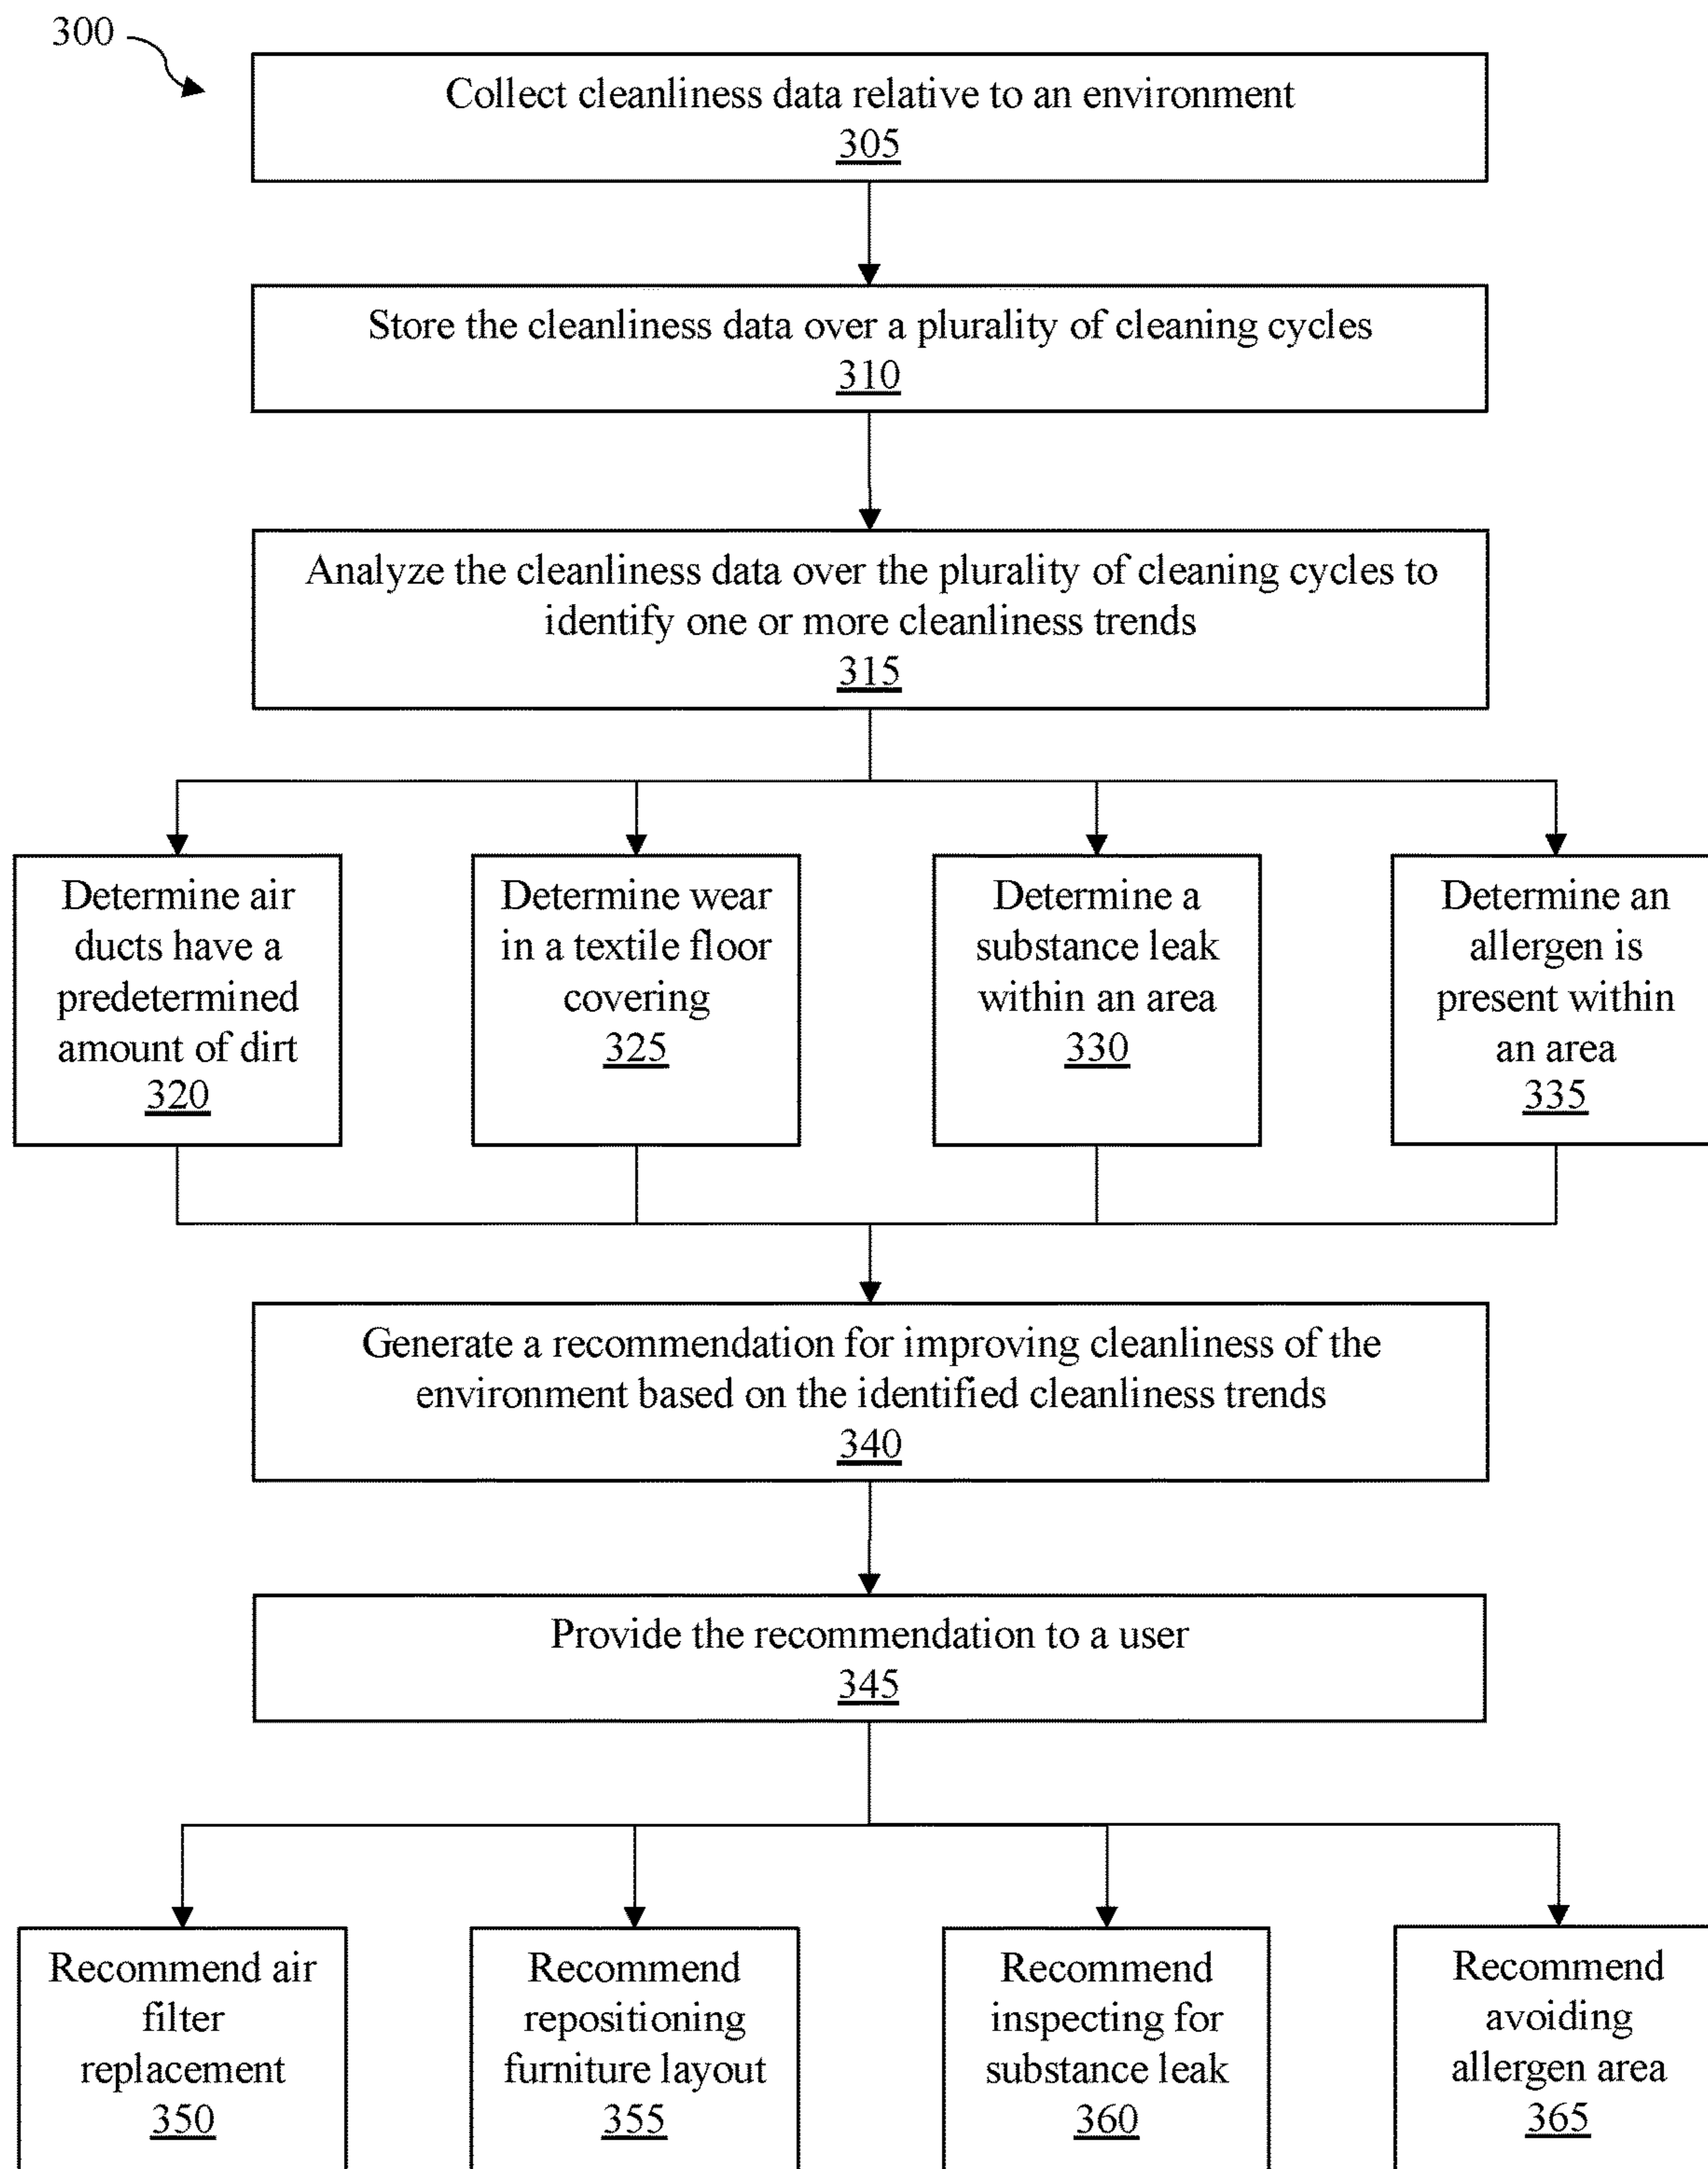 300
Collect cleanliness data relative to an environment
305
Store the cleanliness data over a plurality of cleaning cycles
310
Analyze the cleanliness data over the plurality of cleaning cycles to
identify one or more cleanliness trends
315
Determine air
ducts have a
predetermined
amount of dirt
320
Determine wear
in a textile floor
covering
325
Determine a
substance leak
within an area
330
Determine an
allergen is
present within
an area
335
Generate a recommendation for improving cleanliness of the
environment based on the identified cleanliness trends
340
Provide the recommendation to a user
345
Recommend air
filter
replacement
350
Recommend
repositioning
furniture layout
355
Recommend
inspecting for
substance leak
360
Recommend
avoiding
allergen area
365